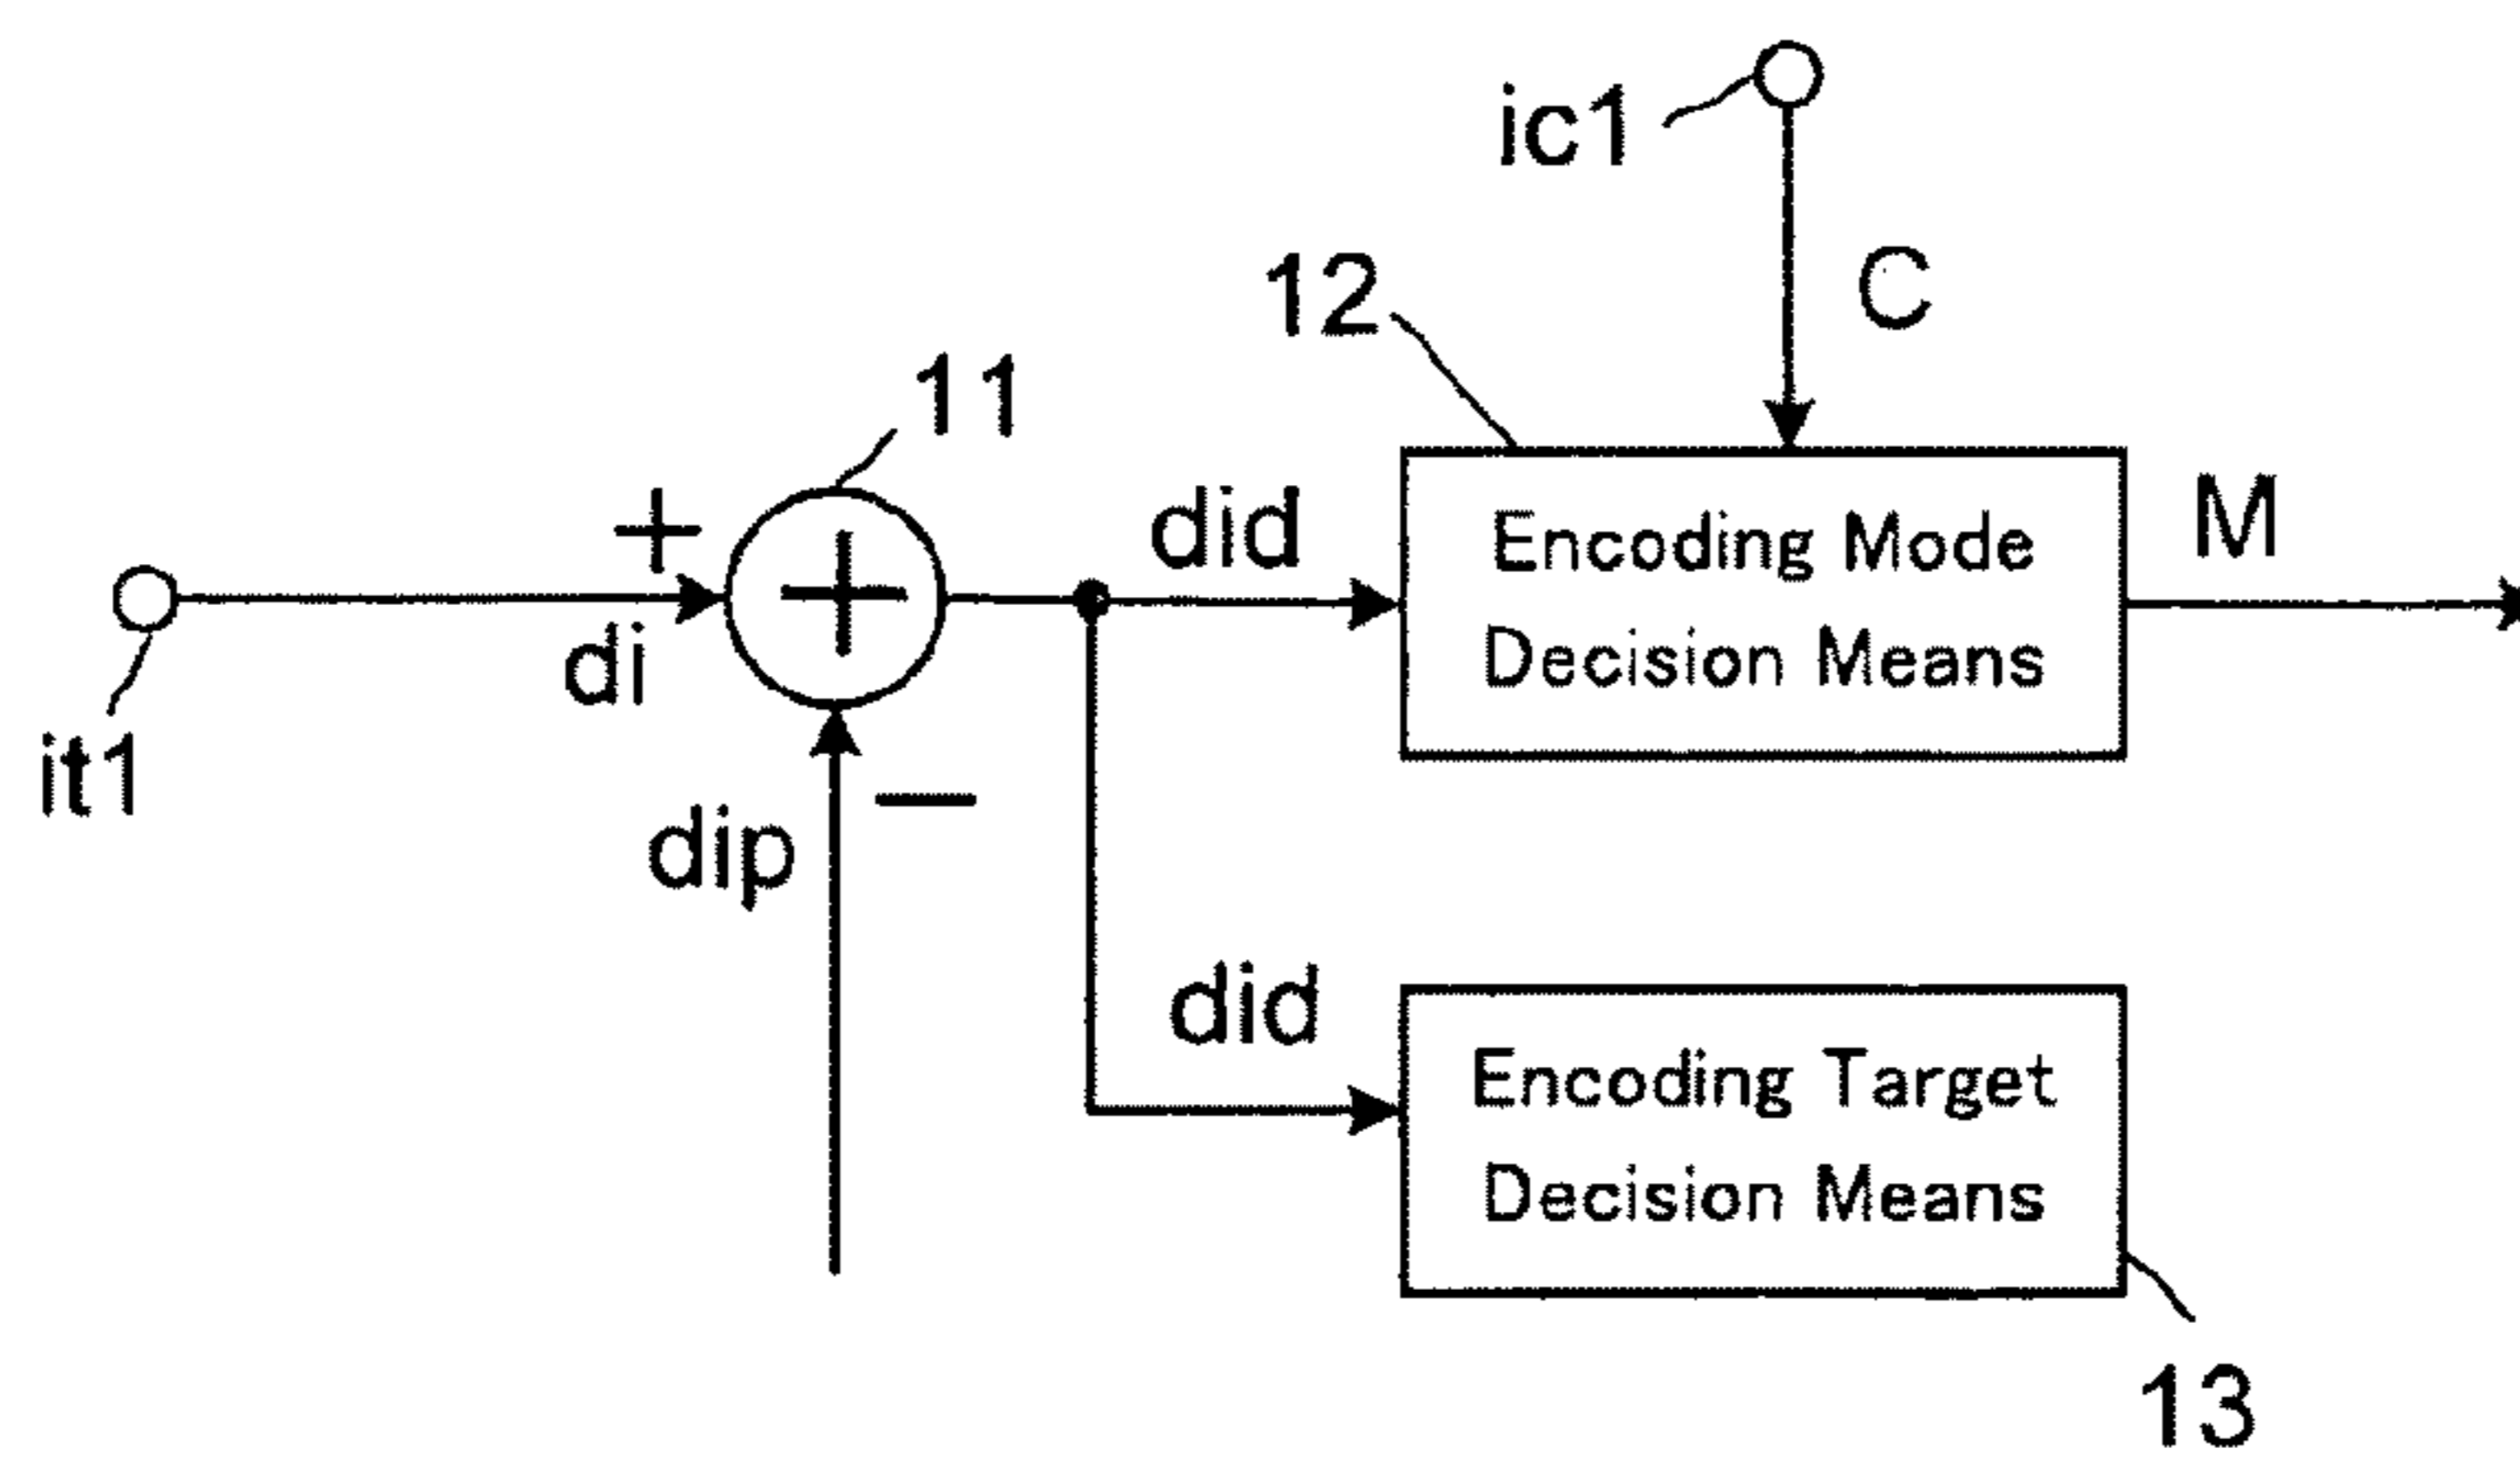 ic1
C
12
11
+
did
Encoding Mode
Decision Means
M
+
di
it1
dip
−
did
Encoding Target
Decision Means
13